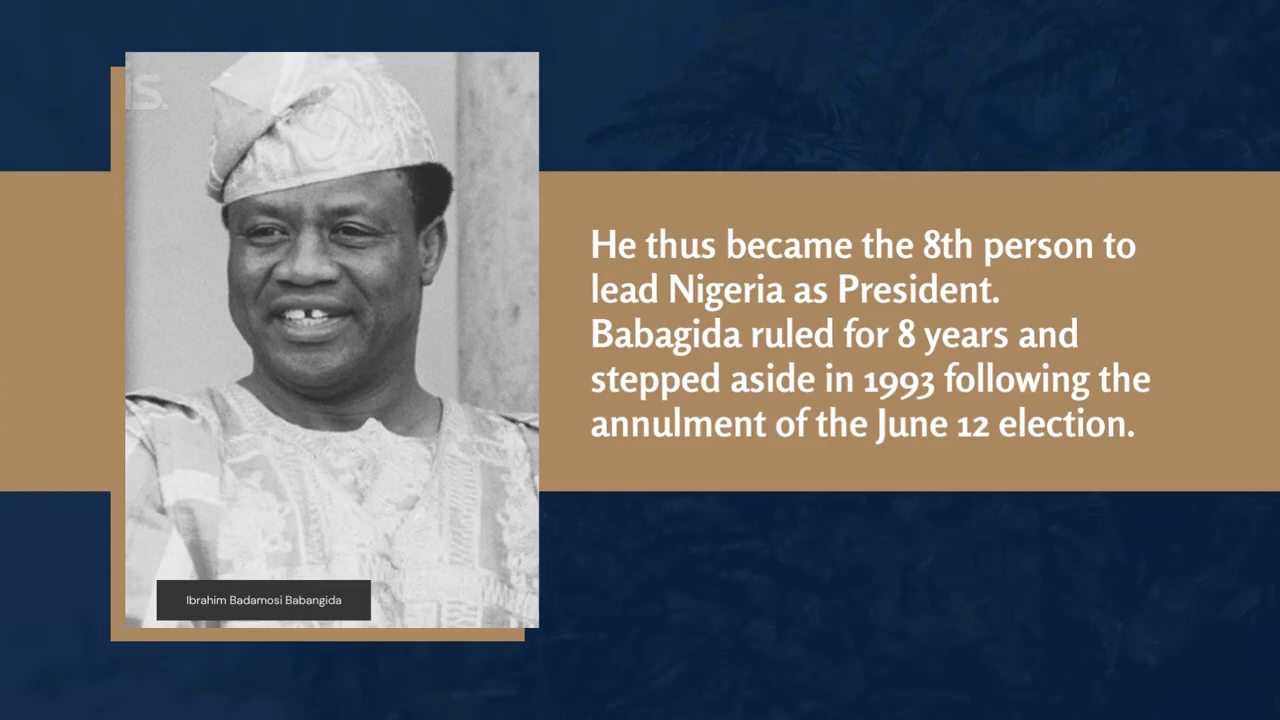 is.
He thus became the 8th person to
lead Nigeria as President.
Babagida ruled for 8 years and
stepped aside in 1993 following the
annulment of the June 12 election.
Ibrahim Badamosi Babangida